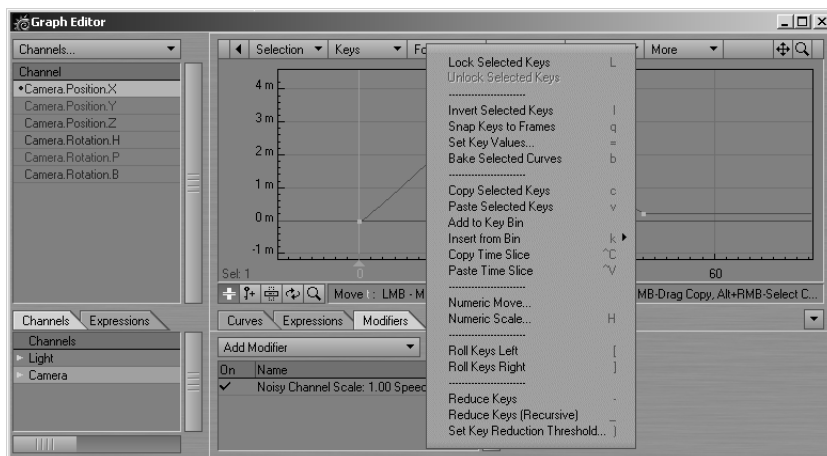 Graph Editor
Channels...
Selection
Keys
More
Channel
Camera.Position.X
Camera.Position.Y
Camera.Position.Z
Camera.Rotation.H
Camera.Rotation.P
Camera.Rotation.B
4 m
3 m
2 m
1 m
0 m
-1 m
0
60
Sel: 1
Move
LMB - M
MB-Drag Copy, Alt+RMB-Select C...
Lock Selected Keys L
Unlock Selected Keys
Invert Selected Keys I
Snap Keys to Frames q
Set Key Values... =
Bake Selected Curves b
Copy Selected Keys c
Paste Selected Keys v
Add to Key Bin
Insert from Bin k
Copy Time Slice ^C
Paste Time Slice ^V
Numeric Move...
Numeric Scale... H
Roll Keys Left [
Roll Keys Right ]
Reduce Keys -
Reduce Keys (Recursive) _
Set Key Reduction Threshold... )
Channels Expressions
Channels
Light
Camera
Curves Expressions Modifiers
Add Modifier
On Name
Noisy Channel Scale: 1.00 Speed